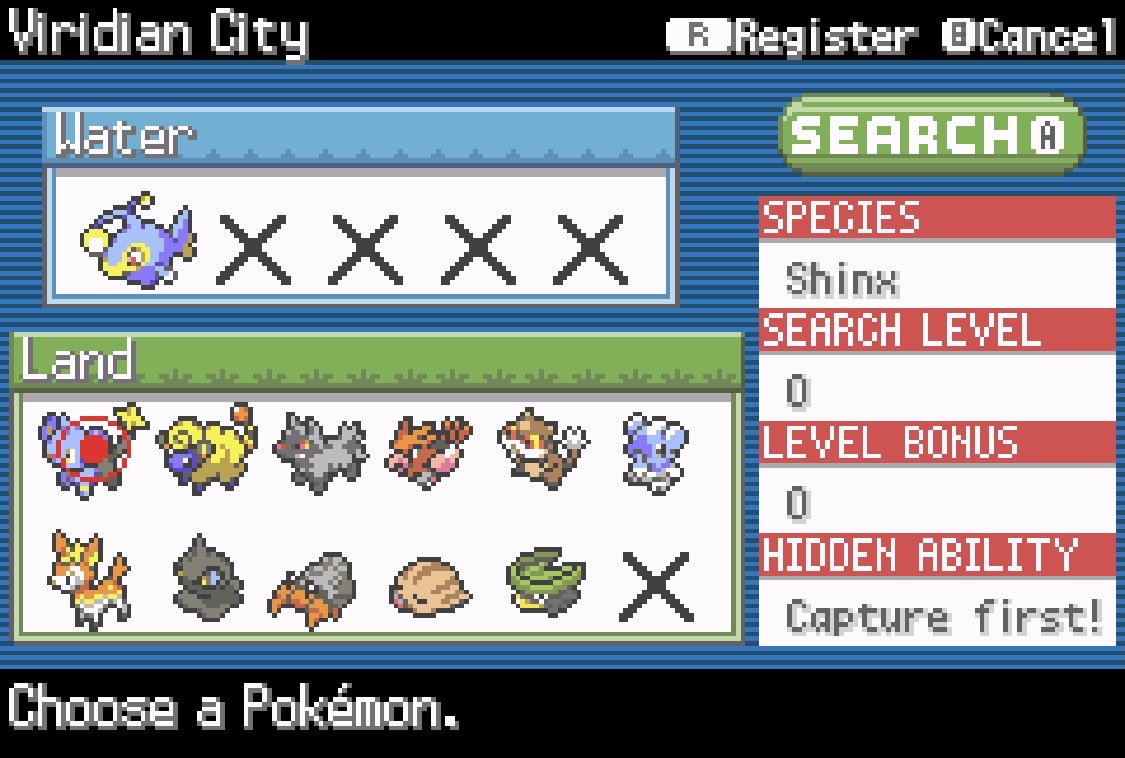 Viridian City
R Register B Cancel
Water
SEARCH A
SPECIES
Shinx
SEARCH LEVEL
0
LEVEL BONUS
0
HIDDEN ABILITY
Capture first!
Land
Choose a Pokémon.